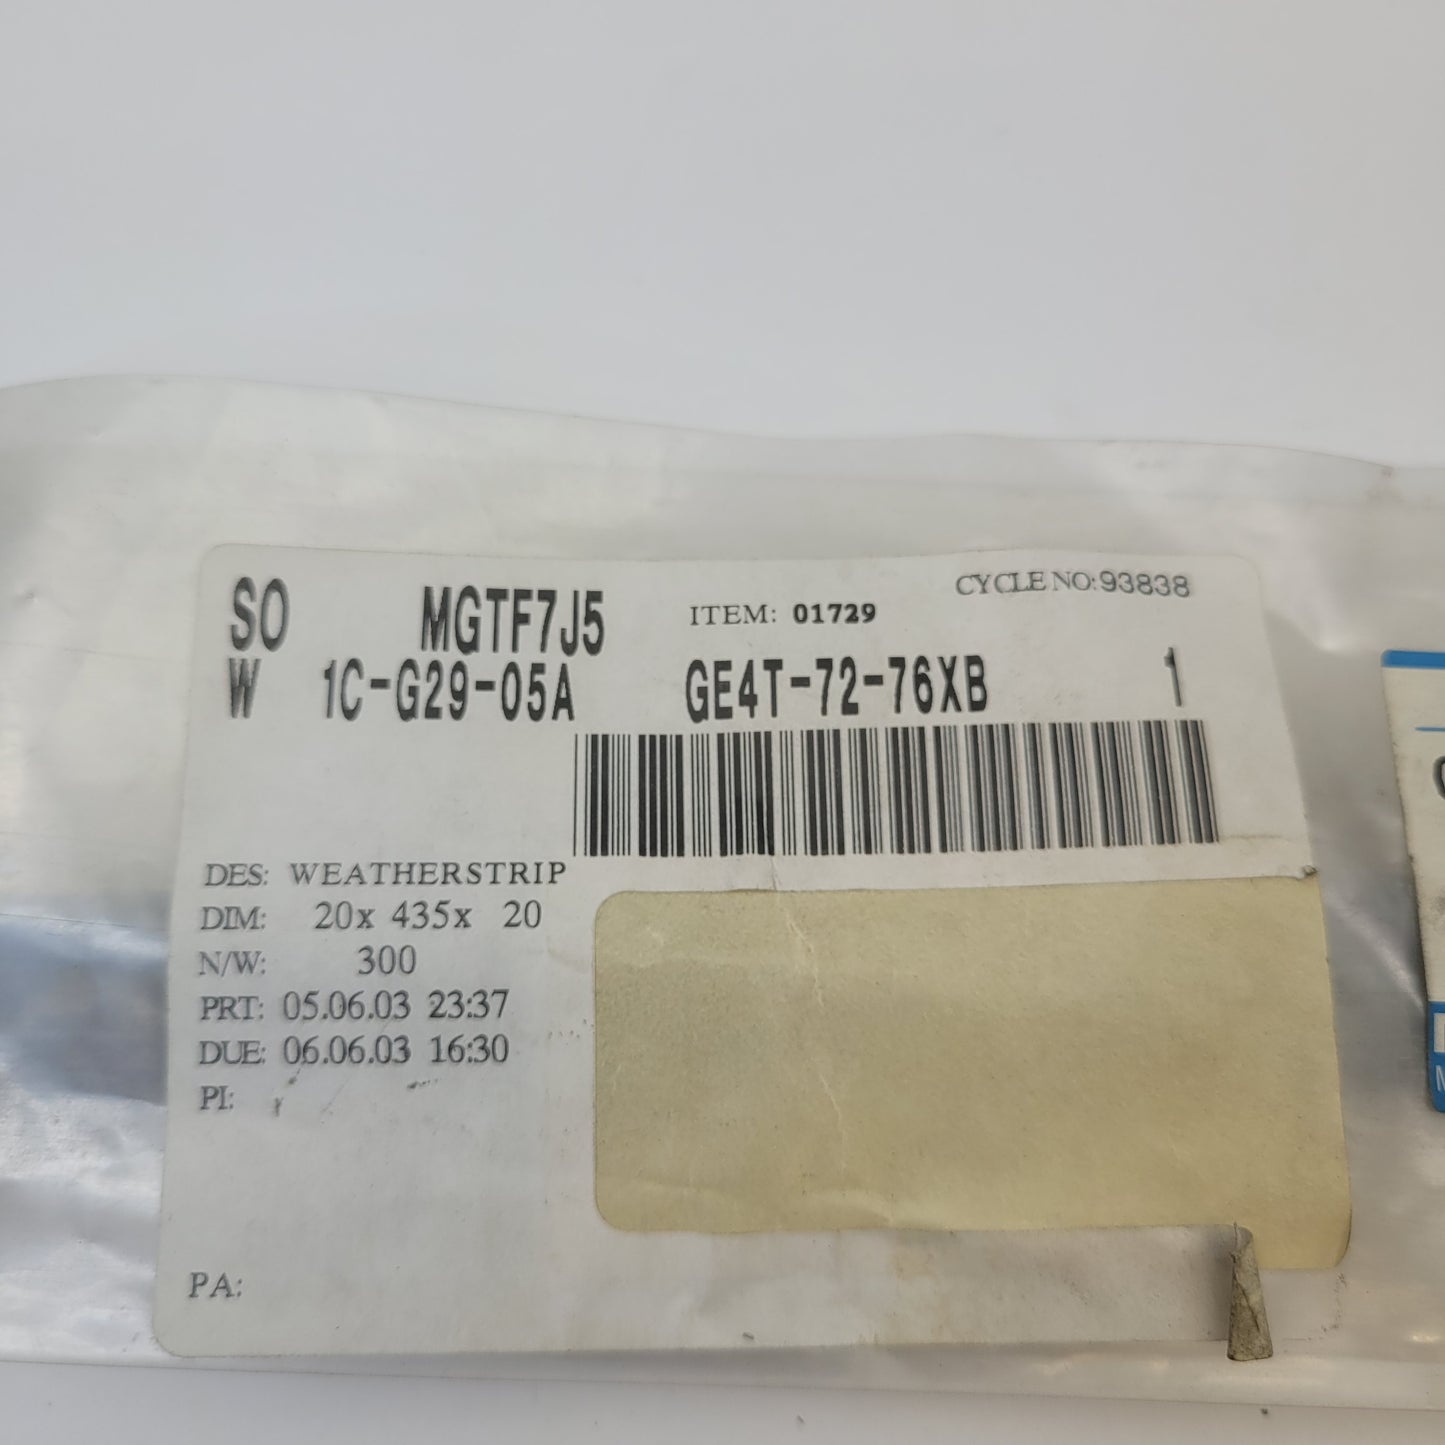 SO MGTF7J5 ITEM: 01729 CYCLE NO:93838
W 1C-G29-05A GE4T-72-76XB 1
DES: WEATHERSTRIP
DIM: 20x 435x 20
N/W: 300
PRT: 05.06.03 23:37
DUE: 06.06.03 16:30
PI:
PA: